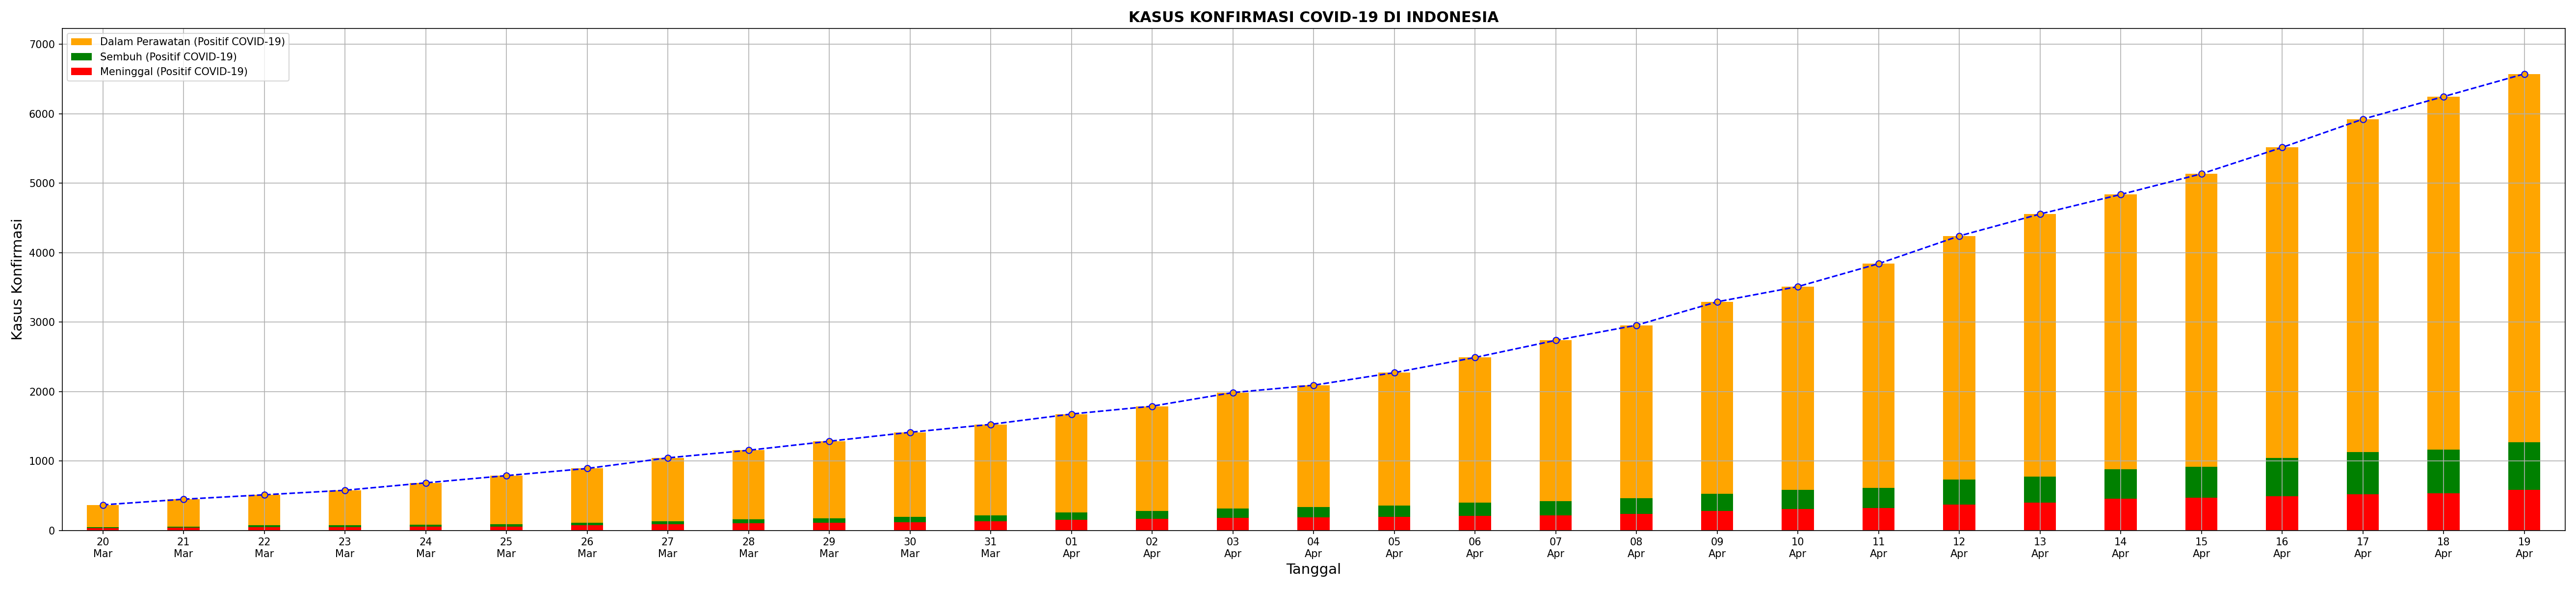 KASUS KONFIRMASI COVID-19 DI INDONESIA
Dalam Perawatan (Positif COVID-19)
Sembuh (Positif COVID-19)
Meninggal (Positif COVID-19)
Kasus Konfirmasi
7000
6000
5000
4000
3000
2000
1000
0
20 21 22 23 24 25 26 27 28 29 30 31 01 02 03 04 05 06 07 08 09 10 11 12 13 14 15 16 17 18 19
Mar Mar Mar Mar Mar Mar Mar Mar Mar Mar Mar Mar Apr Apr Apr Apr Apr Apr Apr Apr Apr Apr Apr Apr Apr Apr Apr Apr Apr Apr Apr
Tanggal